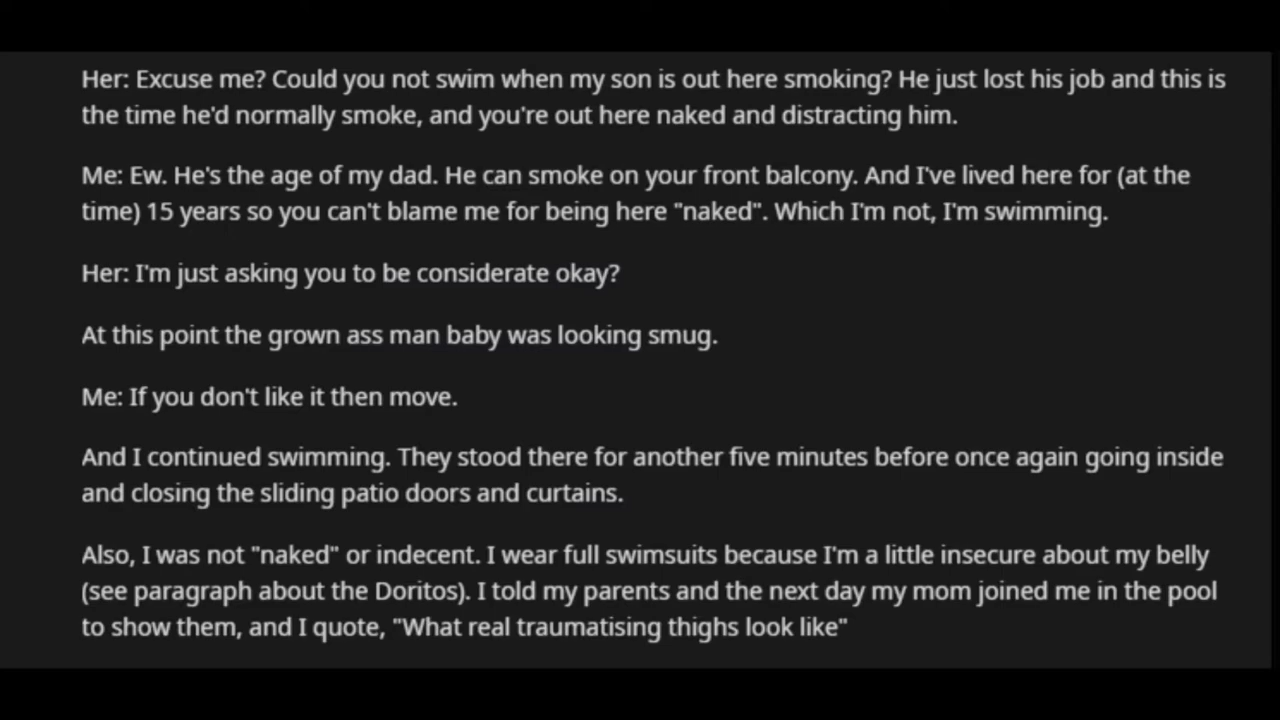 Her: Excuse me? Could you not swim when my son is out here smoking? He just lost his job and this is
the time he'd normally smoke, and you're out here naked and distracting him.
Me: Ew. He's the age of my dad. He can smoke on your front balcony. And I've lived here for (at the
time) 15 years so you can't blame me for being here "naked". Which I'm not, I'm swimming.
Her: I'm just asking you to be considerate okay?
At this point the grown ass man baby was looking smug.
Me: If you don't like it then move.
And I continued swimming. They stood there for another five minutes before once again going inside
and closing the sliding patio doors and curtains.
Also, I was not "naked" or indecent. I wear full swimsuits because I'm a little insecure about my belly
(see paragraph about the Doritos). I told my parents and the next day my mom joined me in the pool
to show them, and I quote, "What real traumatising thighs look like"